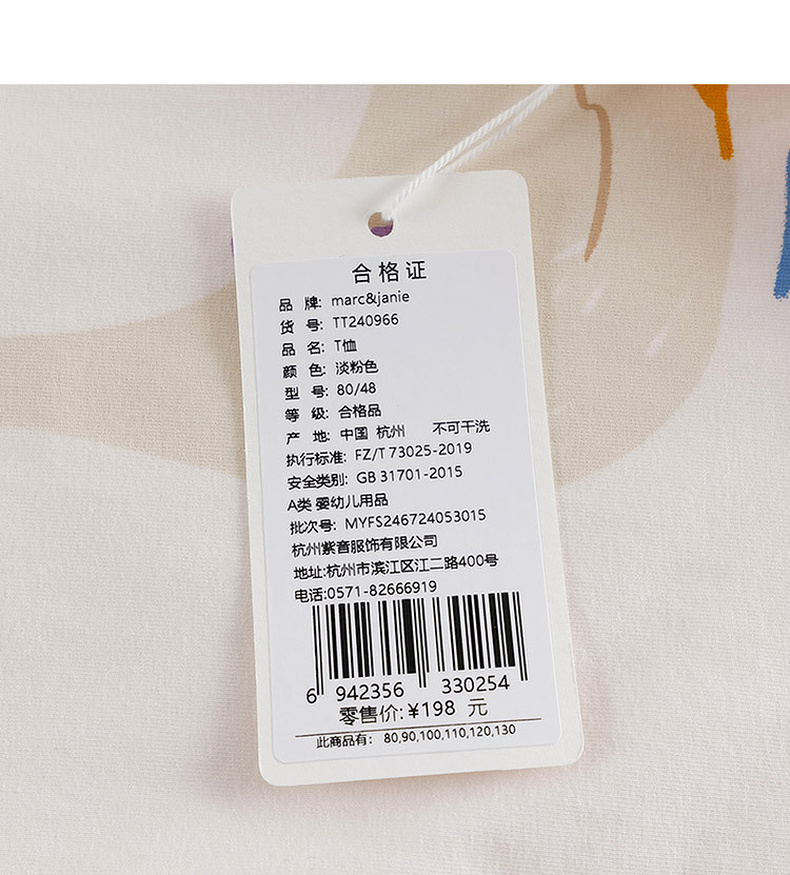 合格证
品 牌: marc&janie
货 号: TT240966
品 名: T恤
颜 色: 淡粉色
型 号: 80/48
等 级: 合格品
产 地: 中国 杭州 不可干洗
执行标准: FZ/T 73025-2019
安全类别: GB 31701-2015
A类 婴幼儿用品
批次号: MYFS246724053015
杭州紫音服饰有限公司
地址:杭州市滨江区江二路400号
电话:0571-82666919
6 942356 330254
零售价:¥198 元
此商品有: 80,90,100,110,120,130